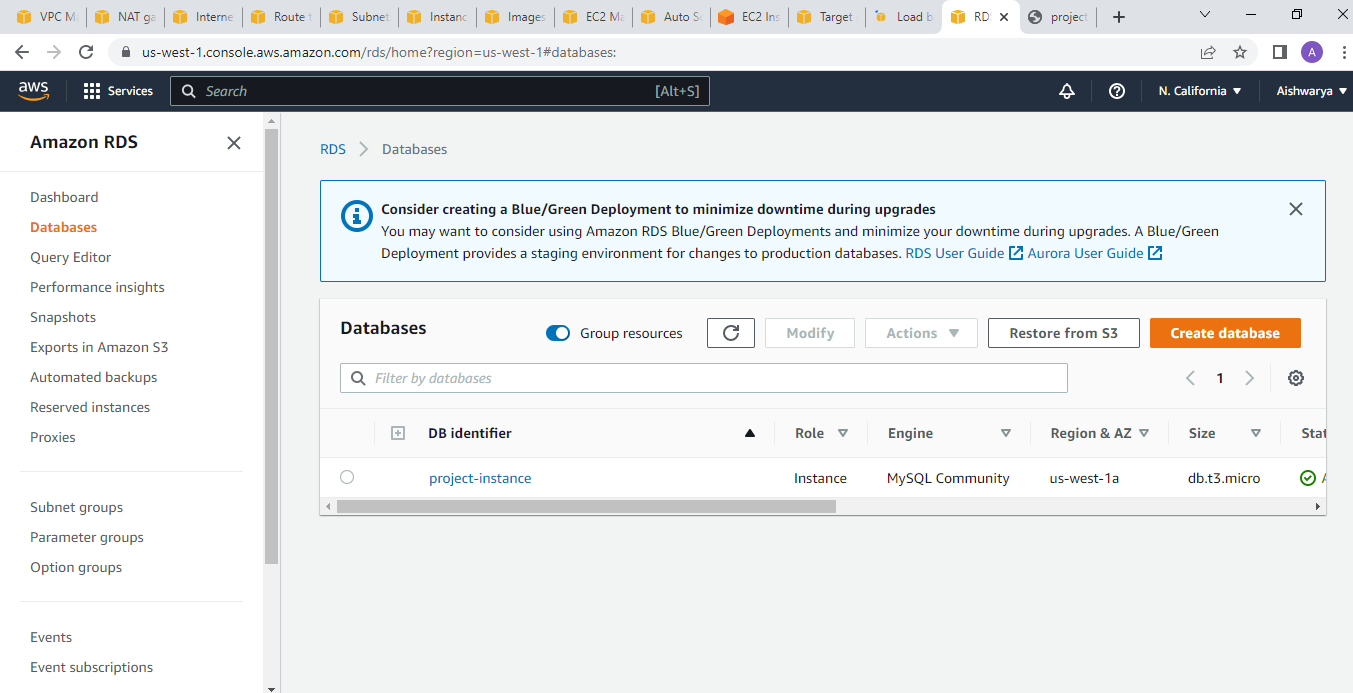 VPC M
NAT ga
Interne
Route t
Subnet
Instanc
Images
EC2 Ma
Auto Sc
EC2 Ins
Target
Load b
RD
project
us-west-1.console.aws.amazon.com/rds/home?region=us-west-1#databases:
A
aws
Services
Search
[Alt+S]
N. California
Aishwarya
Amazon RDS
Dashboard
Databases
Query Editor
Performance insights
Snapshots
Exports in Amazon S3
Automated backups
Reserved instances
Proxies
Subnet groups
Parameter groups
Option groups
Events
Event subscriptions
RDS
Databases
Consider creating a Blue/Green Deployment to minimize downtime during upgrades
You may want to consider using Amazon RDS Blue/Green Deployments and minimize your downtime during upgrades. A Blue/Green
Deployment provides a staging environment for changes to production databases. RDS User Guide Aurora User Guide
Databases
Group resources
Modify
Actions
Restore from S3
Create database
Filter by databases
1
DB identifier
Role
Engine
Region & AZ
Size
Stat
project-instance
Instance
MySQL Community
us-west-1a
db.t3.micro